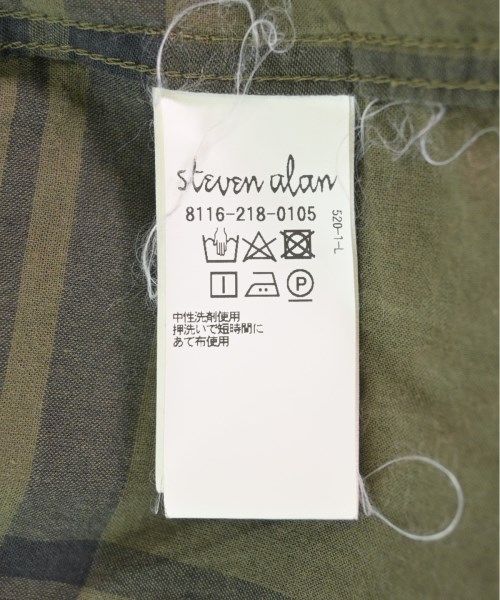 steven alan
8116-218-0105
520-1-L
P
中性洗剤使用
押洗いで短時間に
あて布使用